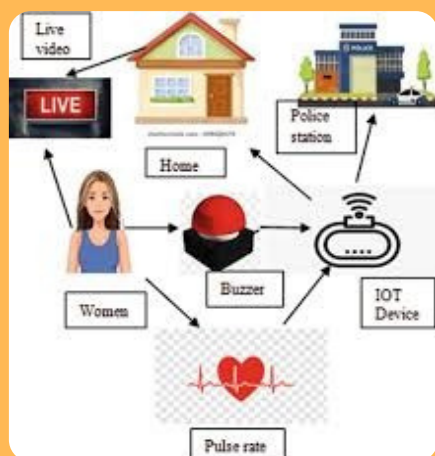 Live
video
LIVE
POLICE
Police
station
Home
Buzzer
IOT
Device
Women
Pulse rate